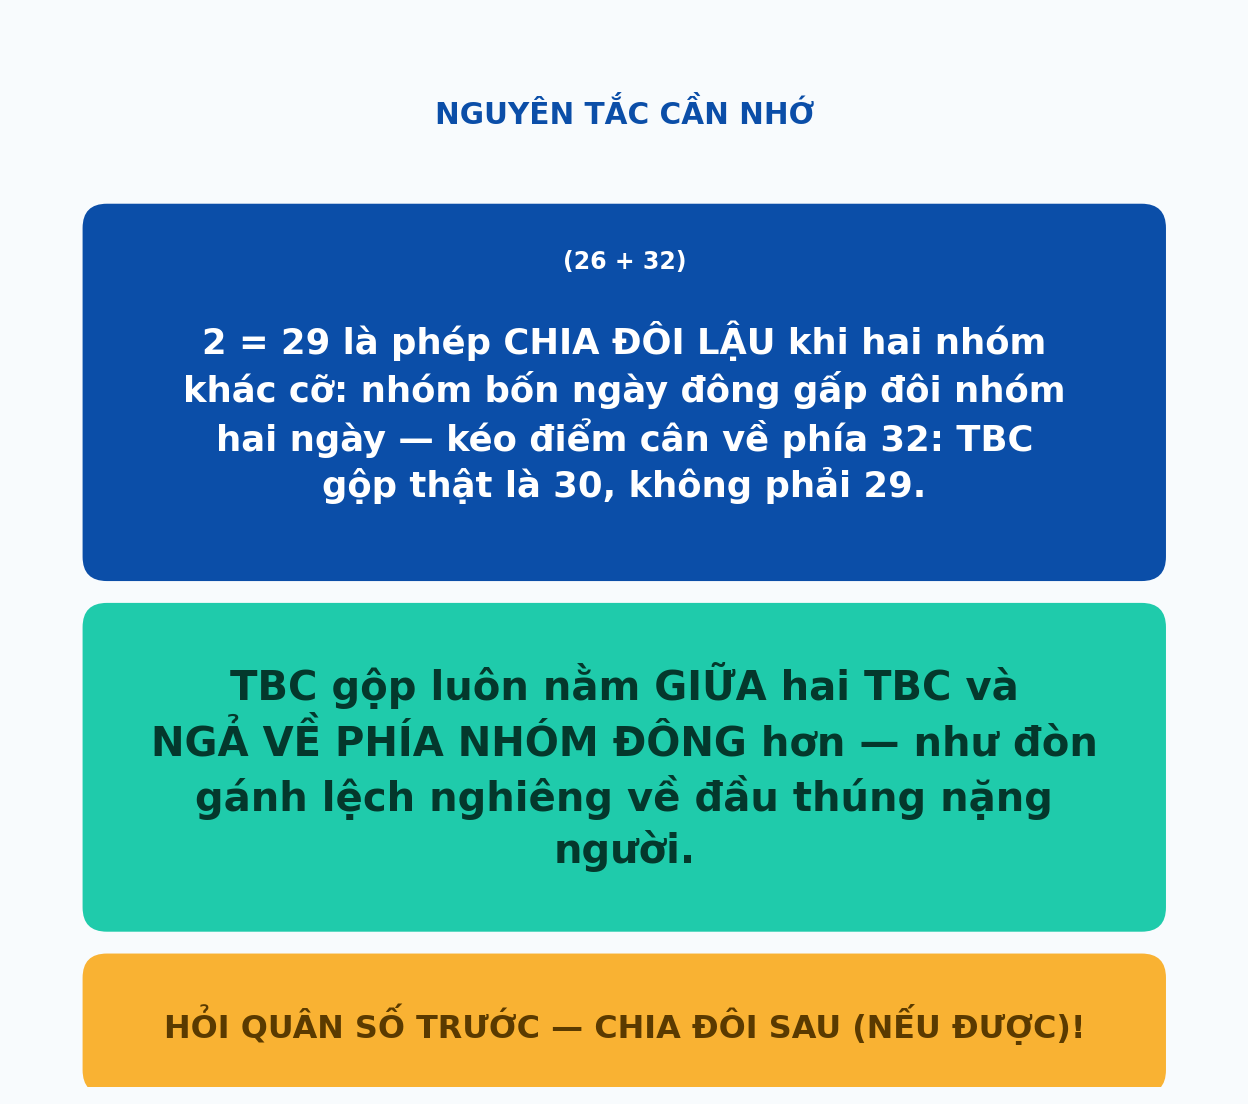 NGUYÊN TẮC CẦN NHỚ
(26 + 32)
2 = 29 là phép CHIA ĐÔI LẬU khi hai nhóm
khác cỡ: nhóm bốn ngày đông gấp đôi nhóm
hai ngày — kéo điểm cân về phía 32: TBC
gộp thật là 30, không phải 29.
TBC gộp luôn nằm GIỮA hai TBC và
NGẢ VỀ PHÍA NHÓM ĐÔNG hơn — như đòn
gánh lệch nghiêng về đầu thúng nặng
người.
HỎI QUÂN SỐ TRƯỚC — CHIA ĐÔI SAU (NẾU ĐƯỢC)!